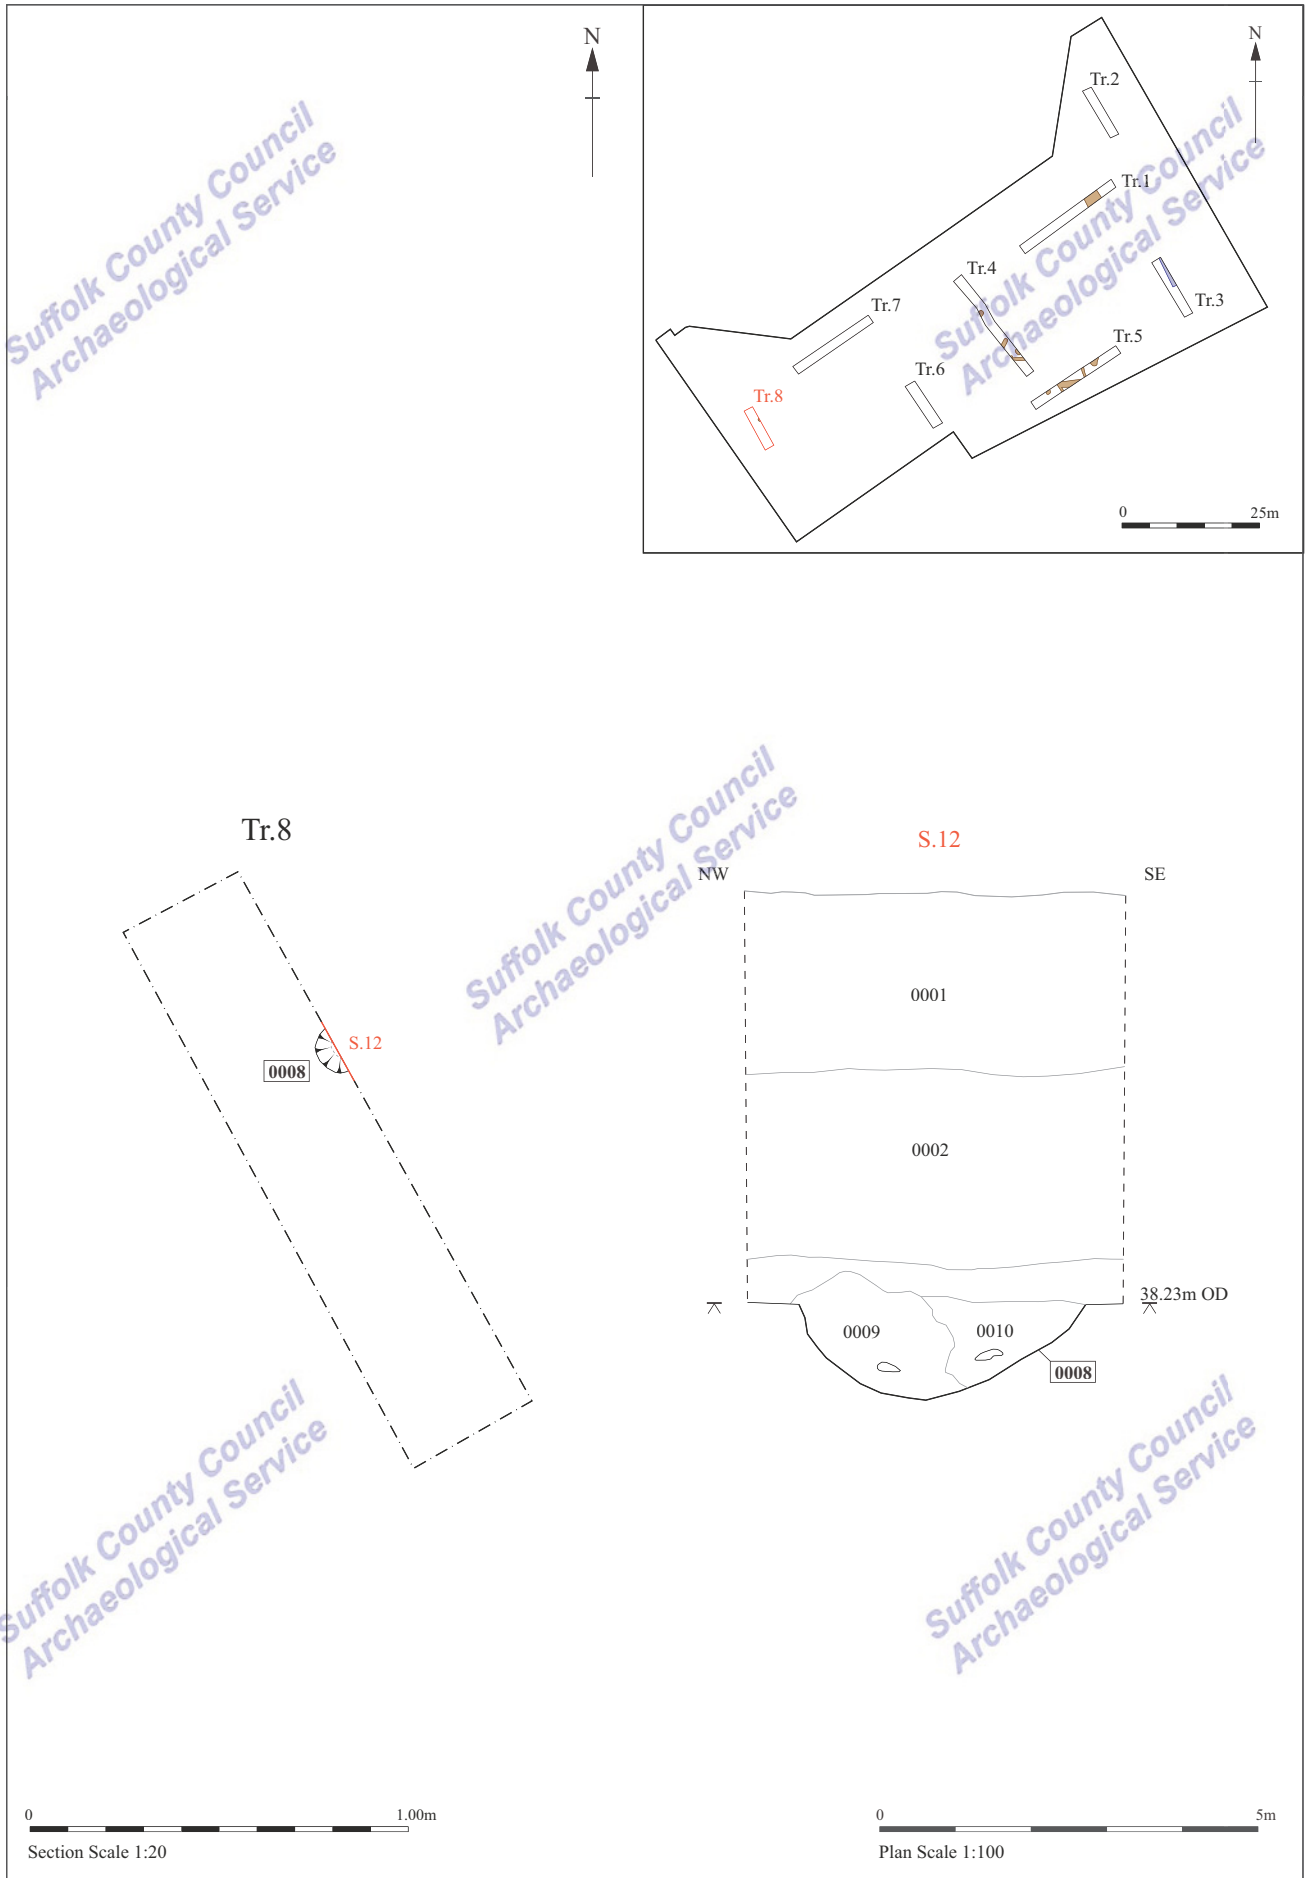 N
N
Tr.2
Tr.1
Tr.4
Tr.3
Tr.7
Tr.5
Tr.6
Tr.8
0
25m
Suffolk County Council
Archaeological Service
Suffolk County Council
Archaeological Service
Tr.8
S.12
0008
Suffolk County Council
Archaeological Service
S.12
NW
SE
0001
0002
38.23m OD
0009
0010
0008
Suffolk County Council
Archaeological Service
Suffolk County Council
Archaeological Service
0
1.00m
Section Scale 1:20
0
5m
Plan Scale 1:100